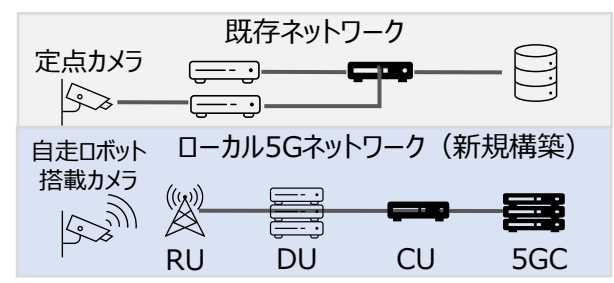 既存ネットワーク
定点カメラ
自走ロボット
搭載カメラ
ローカル5Gネットワーク（新規構築）
RU
DU
CU
5GC